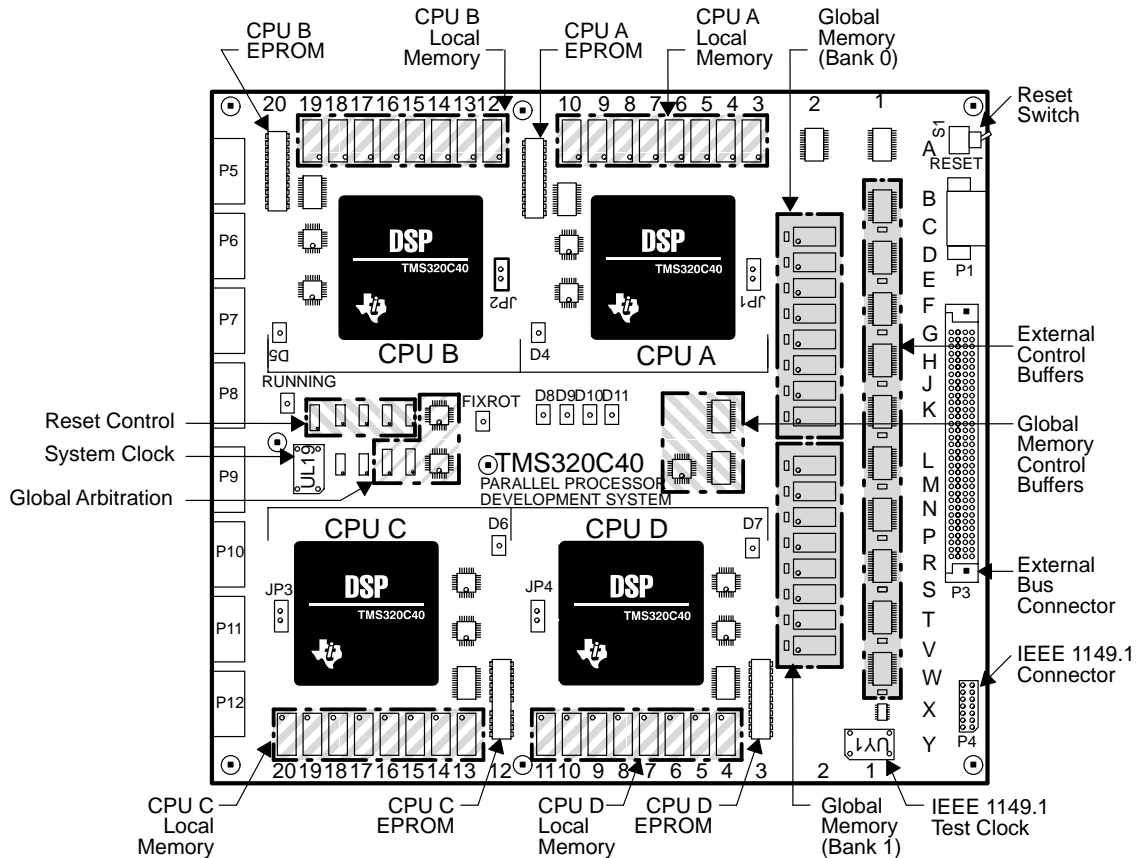 CPU B
EPROM
CPU B
Local
Memory
CPU A
EPROM
CPU A
Local
Memory
Global
Memory
(Bank 0)
Reset
Switch
20 19 18 17 16 15 14 13 12 10 9 8 7 6 5 4 3 2 1
S1
A
RESET
P5
P6
P7
P8
P9
P10
P11
P12
DSP
TMS320C40
JP2
DSP
TMS320C40
JP1
B
C
D
E
F
G
H
J
K
L
M
N
P
R
S
T
V
W
X
Y
P1
D5
CPU B
D4
CPU A
External
Control
Buffers
RUNNING
FIXROT
D8 D9 D10 D11
Reset Control
System Clock
UL19
Global Arbitration
Global
Memory
Control
Buffers
TMS320C40
PARALLEL PROCESSOR
DEVELOPMENT SYSTEM
CPU C
D6
CPU D
D7
JP3
DSP
TMS320C40
JP4
DSP
TMS320C40
P3
External
Bus
Connector
IEEE 1149.1
Connector
P4
UY1
20 19 18 17 16 15 14 13 12 11 10 9 8 7 6 5 4 3 2 1
CPU C
Local
Memory
CPU C
EPROM
CPU D
Local
Memory
CPU D
EPROM
Global
Memory
(Bank 1)
IEEE 1149.1
Test Clock